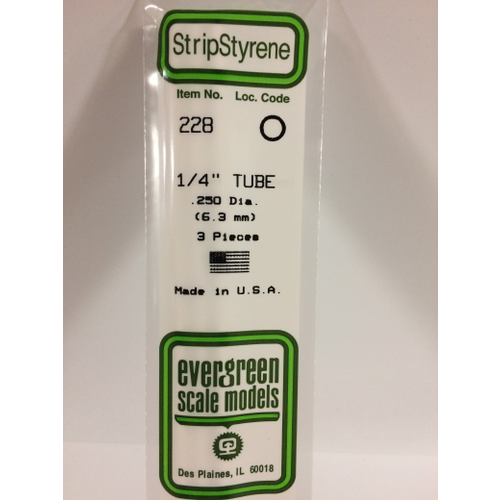 StripStyrene
Item No. Loc. Code
228
1/4" TUBE
.250 Dia.
(6.3 mm)
3 Pieces
Made in U.S.A.
evergreen
scale models
Des Plaines, IL 60018